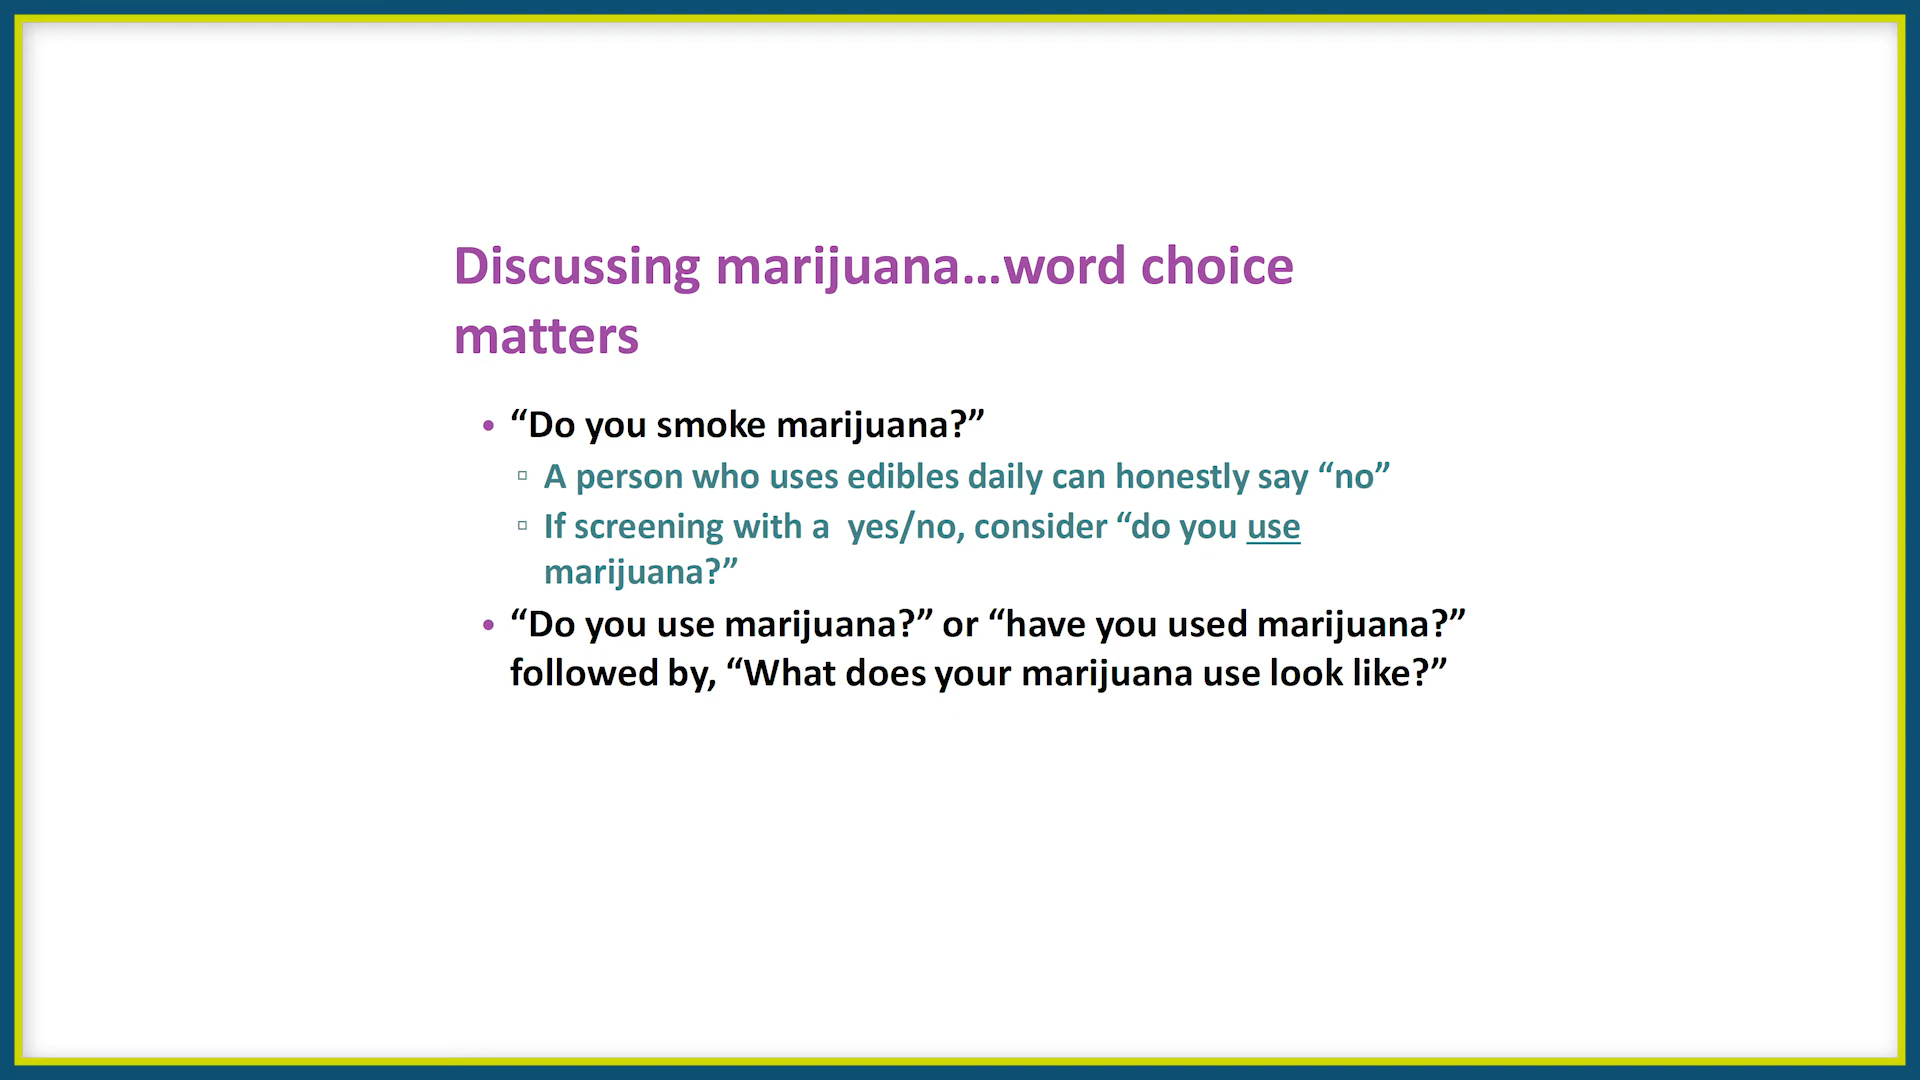 Discussing marijuana…word choice
matters
• “Do you smoke marijuana?”
▫ A person who uses edibles daily can honestly say “no”
▫ If screening with a  yes/no, consider “do you use
marijuana?”
• “Do you use marijuana?” or “have you used marijuana?”
followed by, “What does your marijuana use look like?”